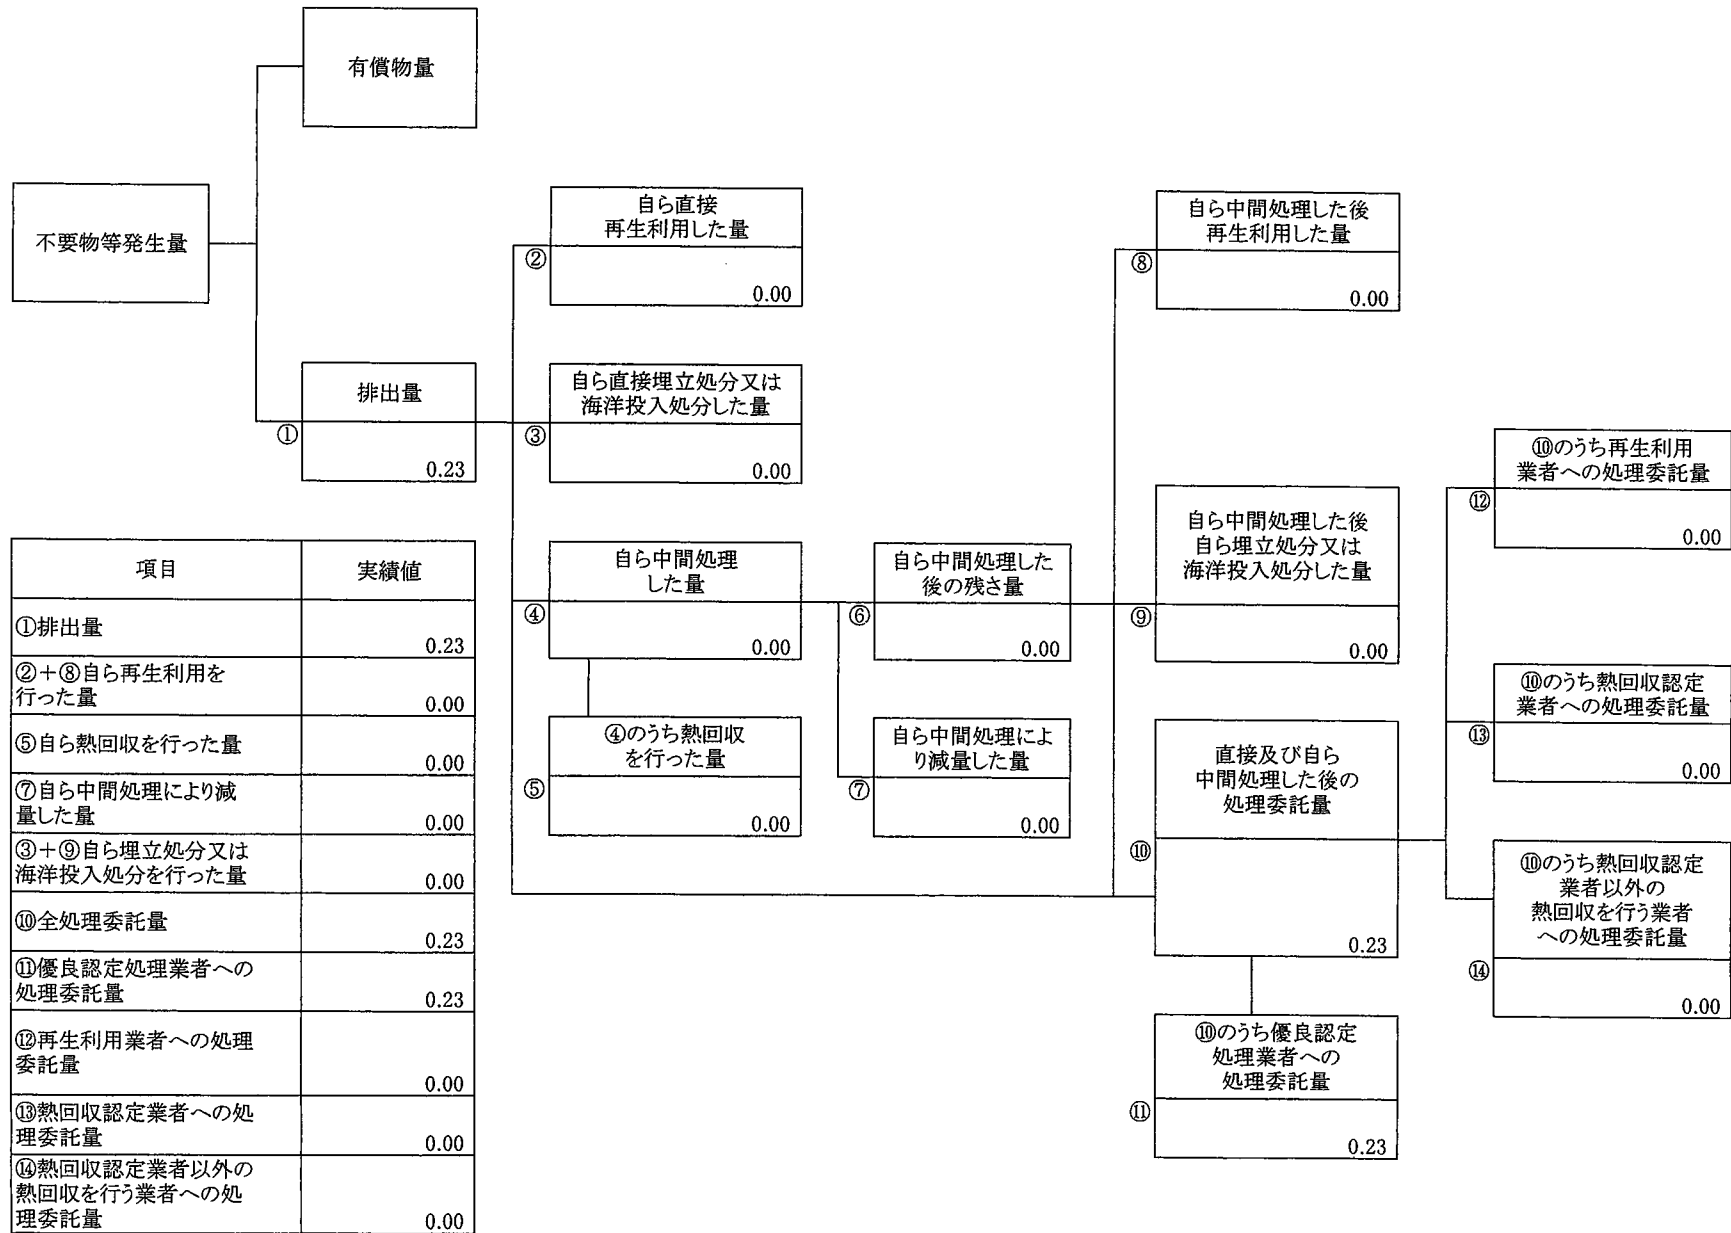 有償物量
不要物等発生量
排出量
①
0.23
自ら直接
再生利用した量
②
0.00
自ら直接埋立処分又は
海洋投入処分した量
③
0.00
自ら中間処理
した量
④
0.00
④のうち熱回収
を行った量
⑤
0.00
自ら中間処理した
後の残さ量
⑥
0.00
自ら中間処理によ
り減量した量
⑦
0.00
自ら中間処理した後
再生利用した量
⑧
0.00
自ら中間処理した後
自ら埋立処分又は
海洋投入処分した量
⑨
0.00
直接及び自ら
中間処理した後の
処理委託量
⑩
0.23
⑩のうち優良認定
処理業者への
処理委託量
⑪
0.23
⑩のうち再生利用
業者への処理委託量
⑫
0.00
⑩のうち熱回収認定
業者への処理委託量
⑬
0.00
⑩のうち熱回収認定
業者以外の
熱回収を行う業者
への処理委託量
⑭
0.00
項目 実績値
①排出量 0.23
②+⑧自ら再生利用を
行った量 0.00
⑤自ら熱回収を行った量 0.00
⑦自ら中間処理により減
量した量 0.00
③+⑨自ら埋立処分又は
海洋投入処分を行った量 0.00
⑩全処理委託量 0.23
⑪優良認定処理業者への
処理委託量 0.23
⑫再生利用業者への処理
委託量 0.00
⑬熱回収認定業者への処
理委託量 0.00
⑭熱回収認定業者以外の
熱回収を行う業者への処
理委託量 0.00